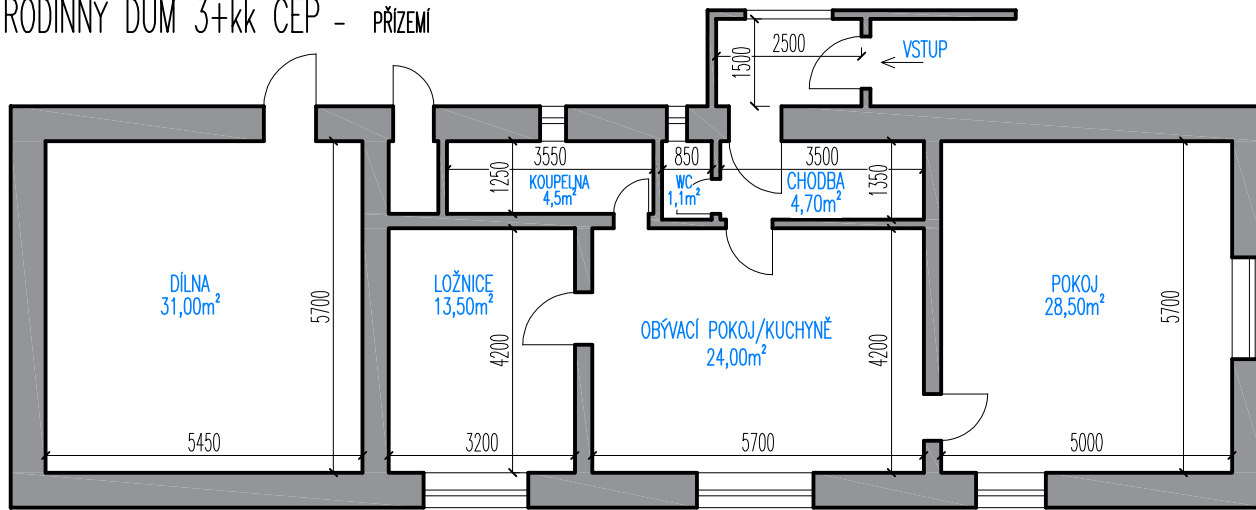 RODINNÝ DŮM 3+kk ČEP - PŘÍZEMÍ
2500
1500
VSTUP
3550
1250
KOUPELNA
4,5m²
850
WC
1,1m²
3500
1350
CHODBA
4,70m²
DÍLNA
31,00m²
5700
5450
LOŽNICE
13,50m²
4200
3200
OBÝVACÍ POKOJ/KUCHYNĚ
24,00m²
4200
5700
POKOJ
28,50m²
5700
5000